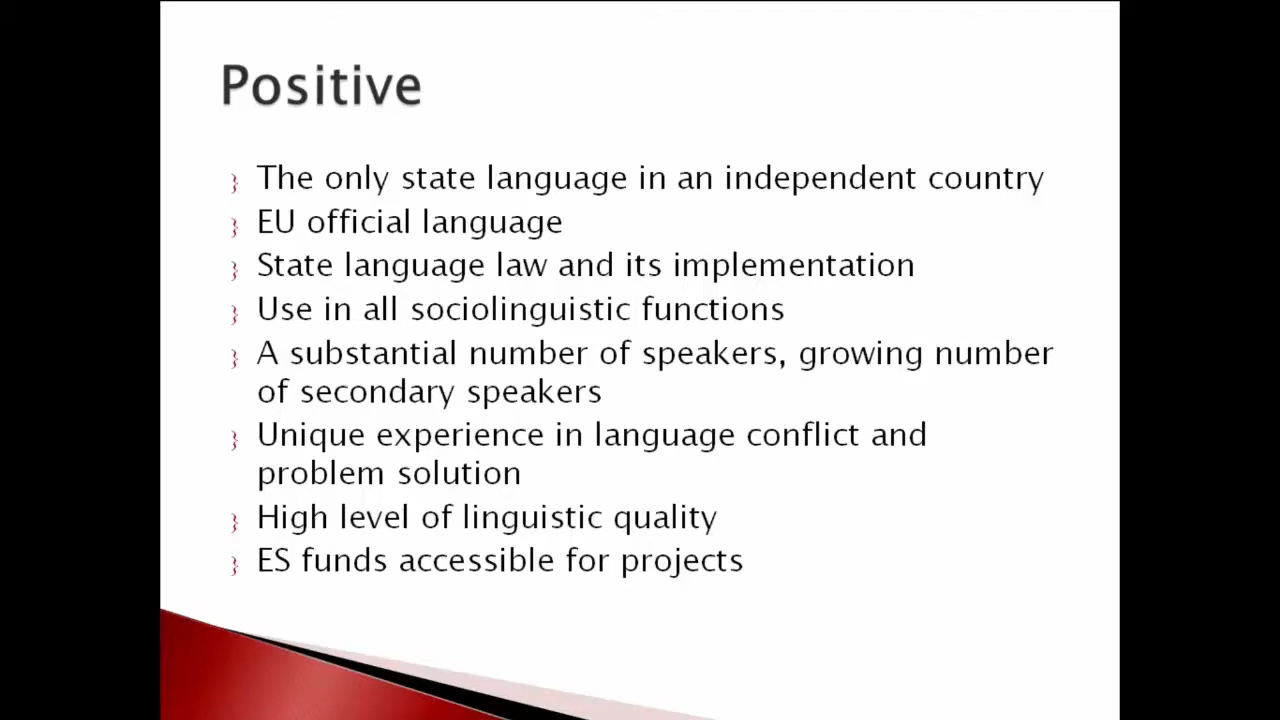 Positive
The only state language in an independent country
EU official language
State language law and its implementation
Use in all sociolinguistic functions
A substantial number of speakers, growing number
of secondary speakers
Unique experience in language conflict and
problem solution
High level of linguistic quality
ES funds accessible for projects